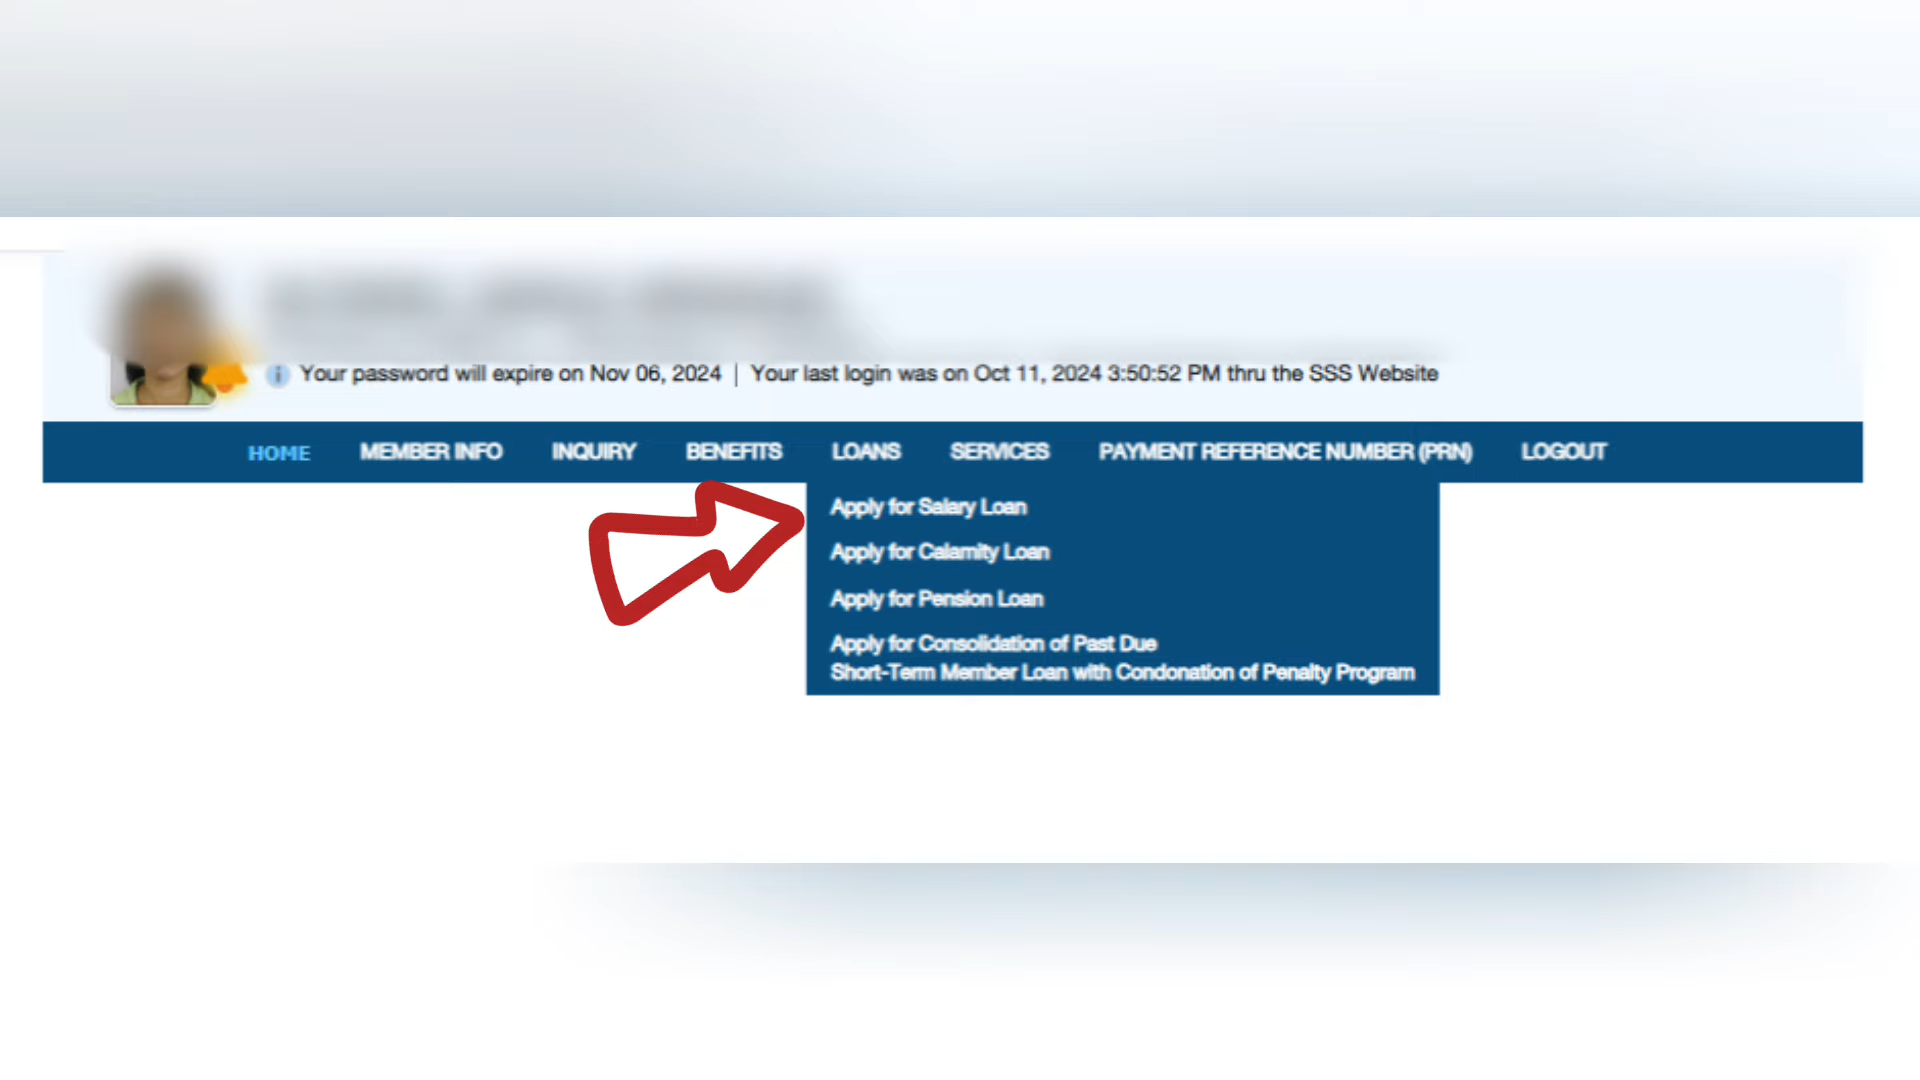 Your password will expire on Nov 06, 2024 | Your last login was on Oct 11, 2024 3:50:52 PM thru the SSS Website
HOME MEMBER INFO INQUIRY BENEFITS LOANS SERVICES PAYMENT REFERENCE NUMBER (PRN) LOGOUT
Apply for Salary Loan
Apply for Calamity Loan
Apply for Pension Loan
Apply for Consolidation of Past Due
Short-Term Member Loan with Condonation of Penalty Program